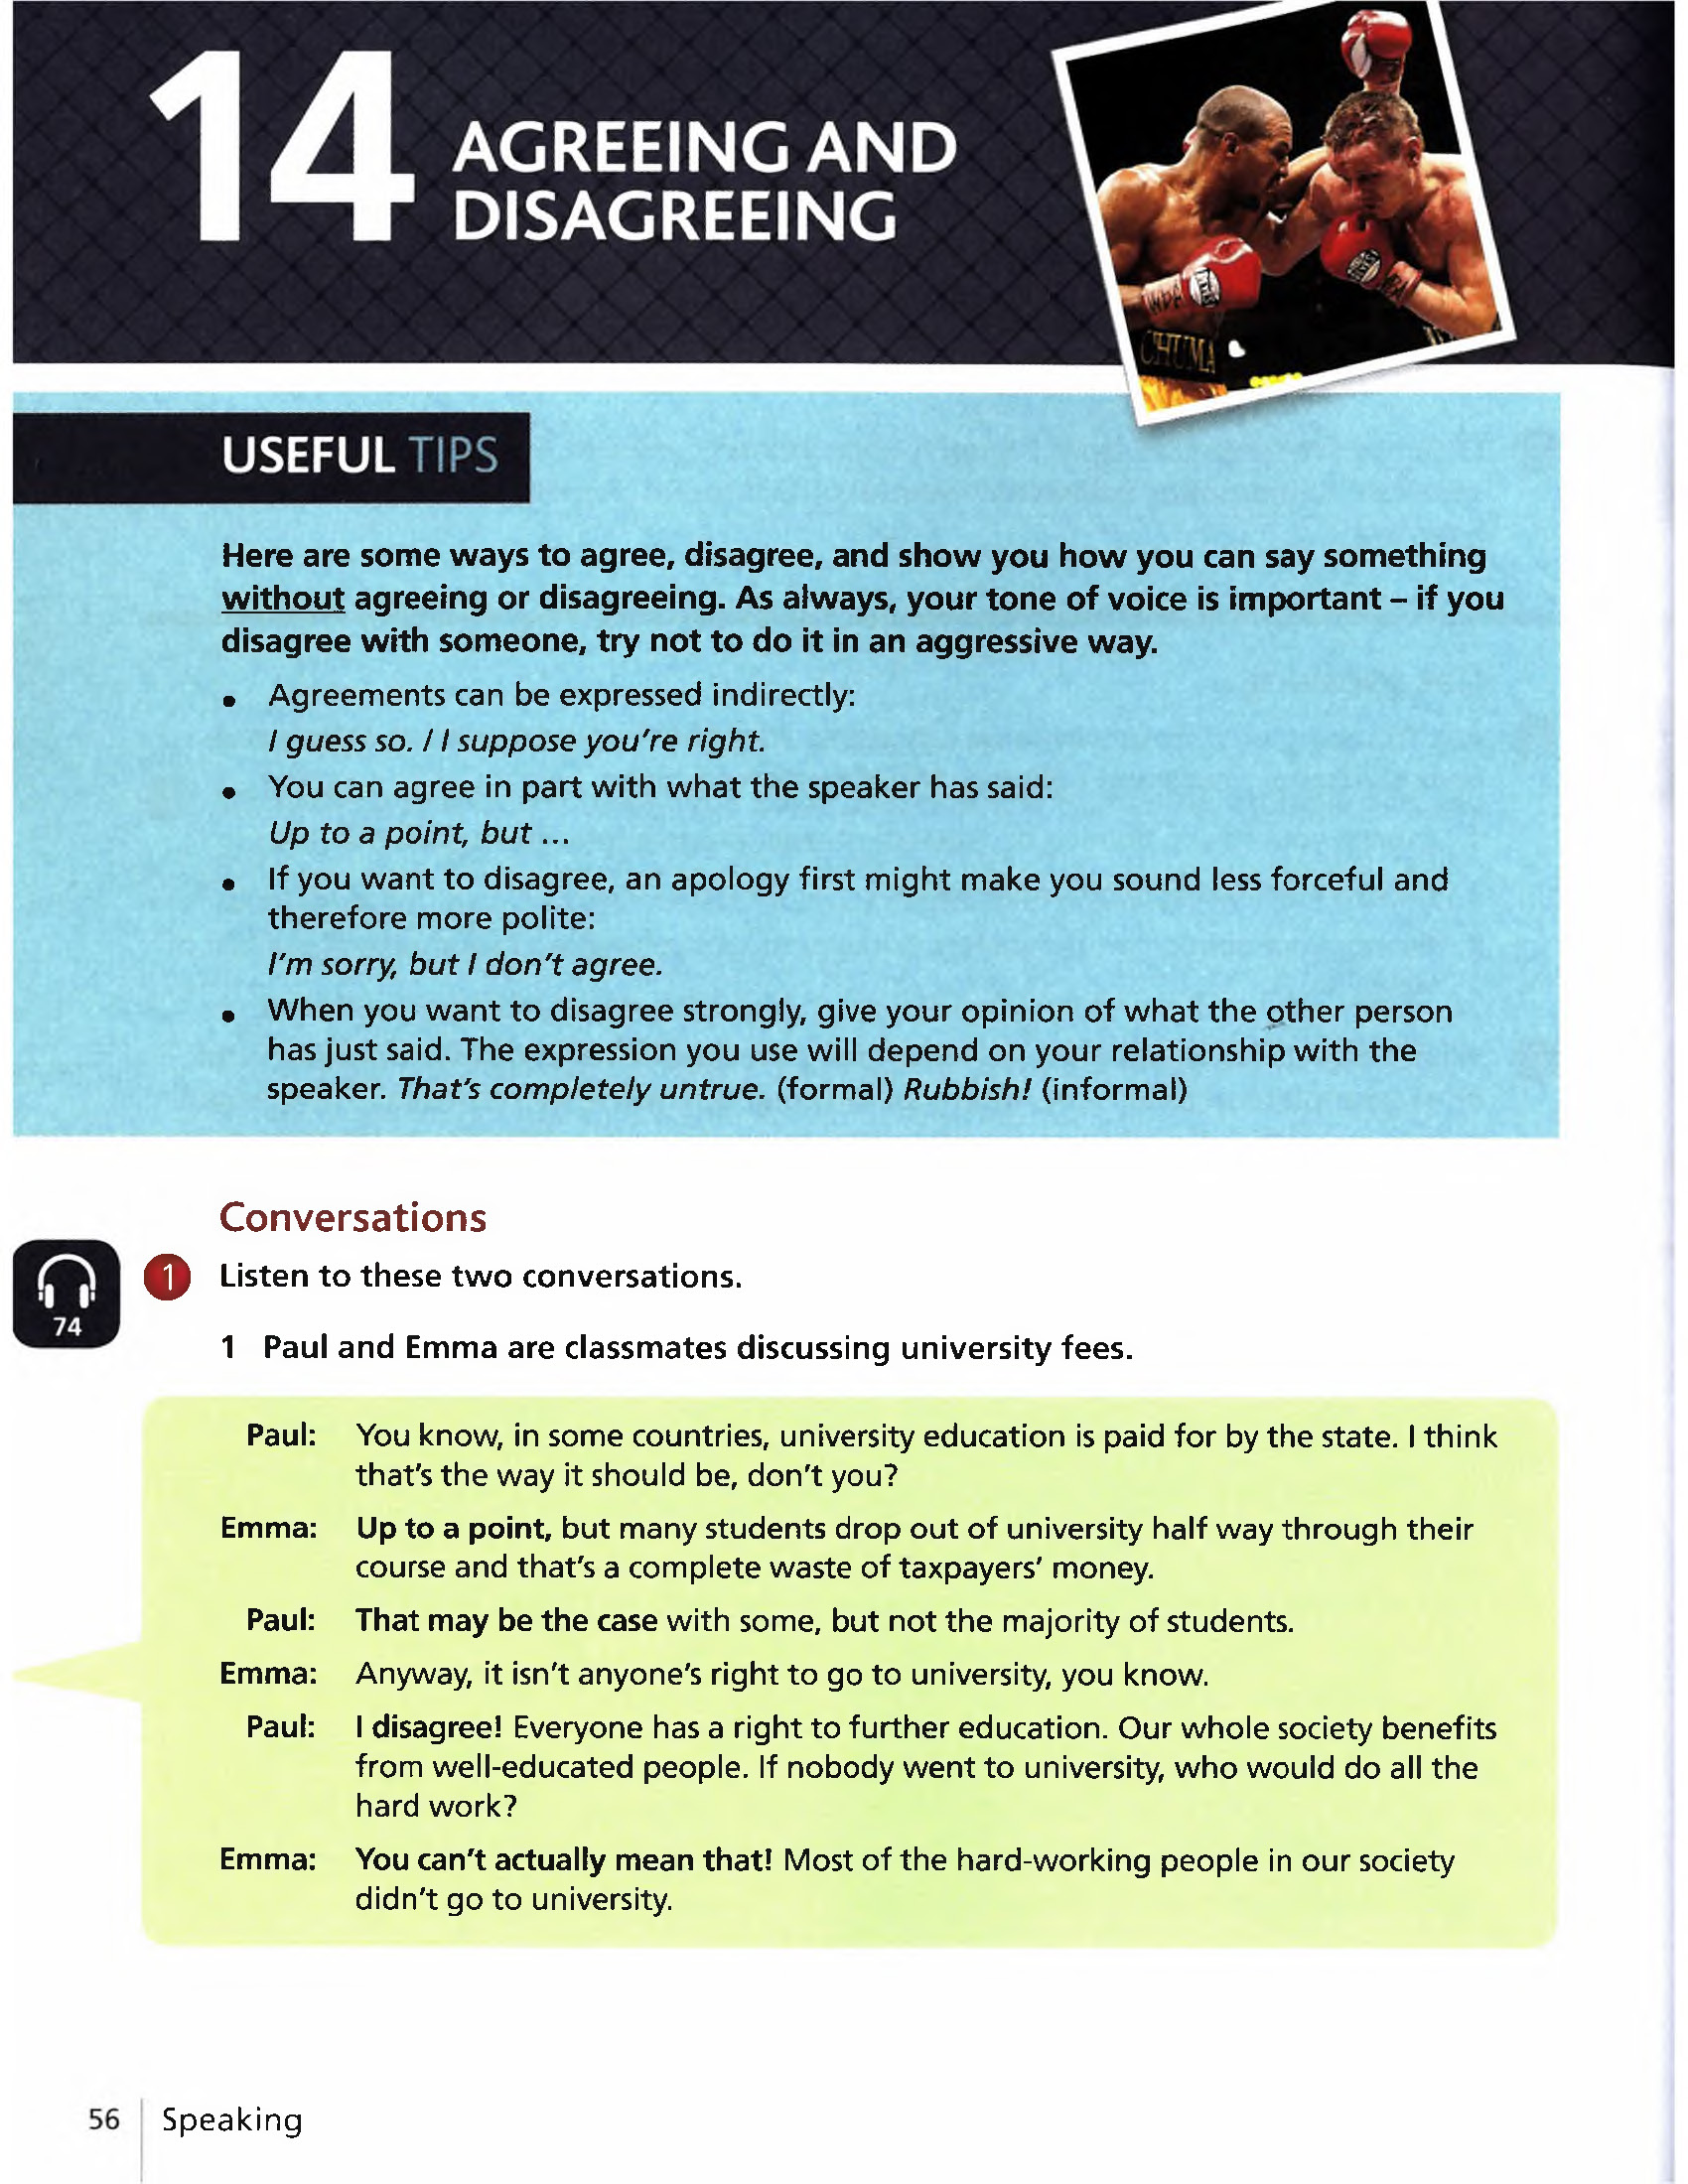 14
AGREEING AND
DISAGREEING
CHUMA
USEFUL TIPS
Here are some ways to agree, disagree, and show you how you can say something
without agreeing or disagreeing. As always, your tone of voice is important – if you
disagree with someone, try not to do it in an aggressive way.
• Agreements can be expressed indirectly:
I guess so. / I suppose you're right.
• You can agree in part with what the speaker has said:
Up to a point, but ...
• If you want to disagree, an apology first might make you sound less forceful and
therefore more polite:
I'm sorry, but I don't agree.
• When you want to disagree strongly, give your opinion of what the other person
has just said. The expression you use will depend on your relationship with the
speaker. That's completely untrue. (formal) Rubbish! (informal)
Conversations
74
1 Listen to these two conversations.
1 Paul and Emma are classmates discussing university fees.
Paul: You know, in some countries, university education is paid for by the state. I think
that's the way it should be, don't you?
Emma: Up to a point, but many students drop out of university half way through their
course and that's a complete waste of taxpayers' money.
Paul: That may be the case with some, but not the majority of students.
Emma: Anyway, it isn't anyone's right to go to university, you know.
Paul: I disagree! Everyone has a right to further education. Our whole society benefits
from well-educated people. If nobody went to university, who would do all the
hard work?
Emma: You can't actually mean that! Most of the hard-working people in our society
didn't go to university.
56 Speaking